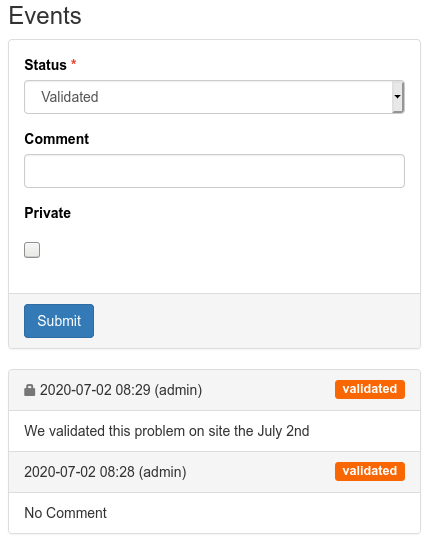 Events
Status *
Validated
Comment
Private
Submit
2020-07-02 08:29 (admin) validated
We validated this problem on site the July 2nd
2020-07-02 08:28 (admin) validated
No Comment